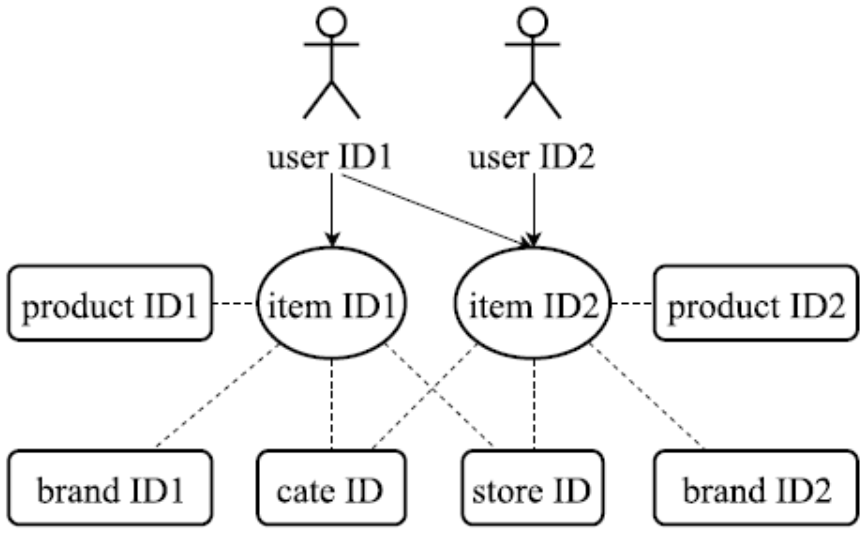 user ID1
user ID2
product ID1
item ID1
item ID2
product ID2
brand ID1
cate ID
store ID
brand ID2